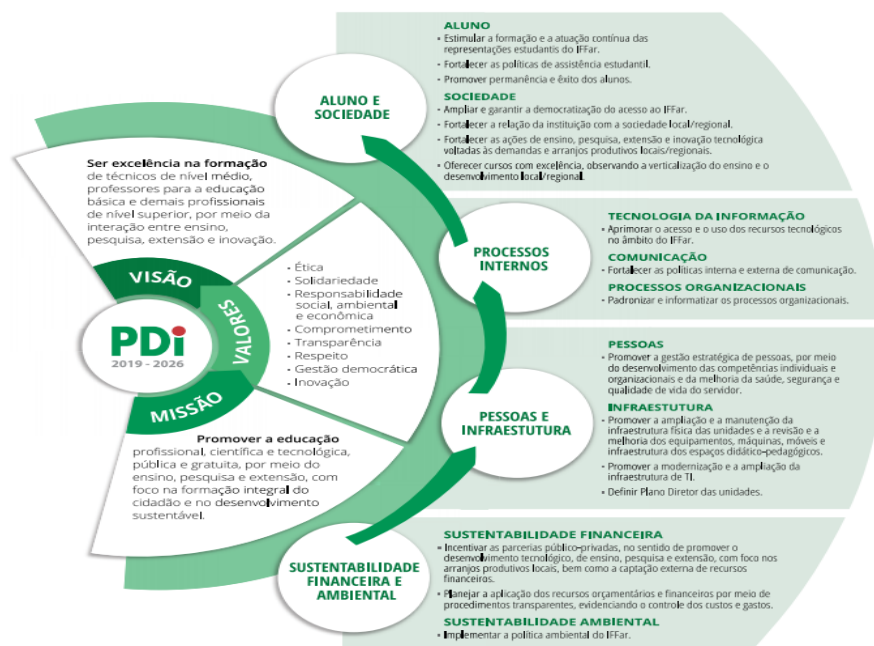 Ser excelência na formação
de técnicos de nível médio,
professores para a educação
básica e demais profissionais
de nível superior, por meio da
interação entre ensino,
pesquisa, extensão e inovação.
VISÃO
VALORES
MISSÃO
PDi
2019 - 2026
- Ética
- Solidariedade
- Responsabilidade
social, ambiental
e econômica
- Comprometimento
- Transparência
- Respeito
- Gestão democrática
- Inovação
Promover a educação
profissional, científica e tecnológica,
pública e gratuita, por meio do
ensino, pesquisa e extensão, com
foco na formação integral do
cidadão e no desenvolvimento
sustentável.
ALUNO E
SOCIEDADE
ALUNO
- Estimular a formação e a atuação contínua das
representações estudantis do IFFar.
- Fortalecer as políticas de assistência estudantil.
- Promover permanência e êxito dos alunos.
SOCIEDADE
- Ampliar e garantir a democratização do acesso ao IFFar.
- Fortalecer a relação da instituição com a sociedade local/regional.
- Fortalecer as ações de ensino, pesquisa, extensão e inovação tecnológica
voltadas às demandas e arranjos produtivos locais/regionais.
- Oferecer cursos com excelência, observando a verticalização do ensino e o
desenvolvimento local/regional.
PROCESSOS
INTERNOS
TECNOLOGIA DA INFORMAÇÃO
- Aprimorar o acesso e o uso dos recursos tecnológicos
no âmbito do IFFar.
COMUNICAÇÃO
- Fortalecer as políticas interna e externa de comunicação.
PROCESSOS ORGANIZACIONAIS
- Padronizar e informatizar os processos organizacionais.
PESSOAS E
INFRAESTUTURA
PESSOAS
- Promover a gestão estratégica de pessoas, por meio
do desenvolvimento das competências individuais e
organizacionais e da melhoria da saúde, segurança e
qualidade de vida do servidor.
INFRAESTUTURA
- Promover a ampliação e a manutenção da
infraestrutura física das unidades e a revisão e a
melhoria dos equipamentos, máquinas, móveis e
infraestrutura dos espaços didático-pedagógicos.
- Promover a modernização e a ampliação da
infraestrutura de TI.
- Definir Plano Diretor das unidades.
SUSTENTABILIDADE
FINANCEIRA E
AMBIENTAL
SUSTENTABILIDADE FINANCEIRA
- Incentivar as parcerias público-privadas, no sentido de promover o
desenvolvimento tecnológico, de ensino, pesquisa e extensão, com foco nos
arranjos produtivos locais, bem como a captação externa de recursos
financeiros.
- Planejar a aplicação dos recursos orçamentários e financeiros por meio de
procedimentos transparentes, evidenciando o controle dos custos e gastos.
SUSTENTABILIDADE AMBIENTAL
- Implementar a política ambiental do IFFar.